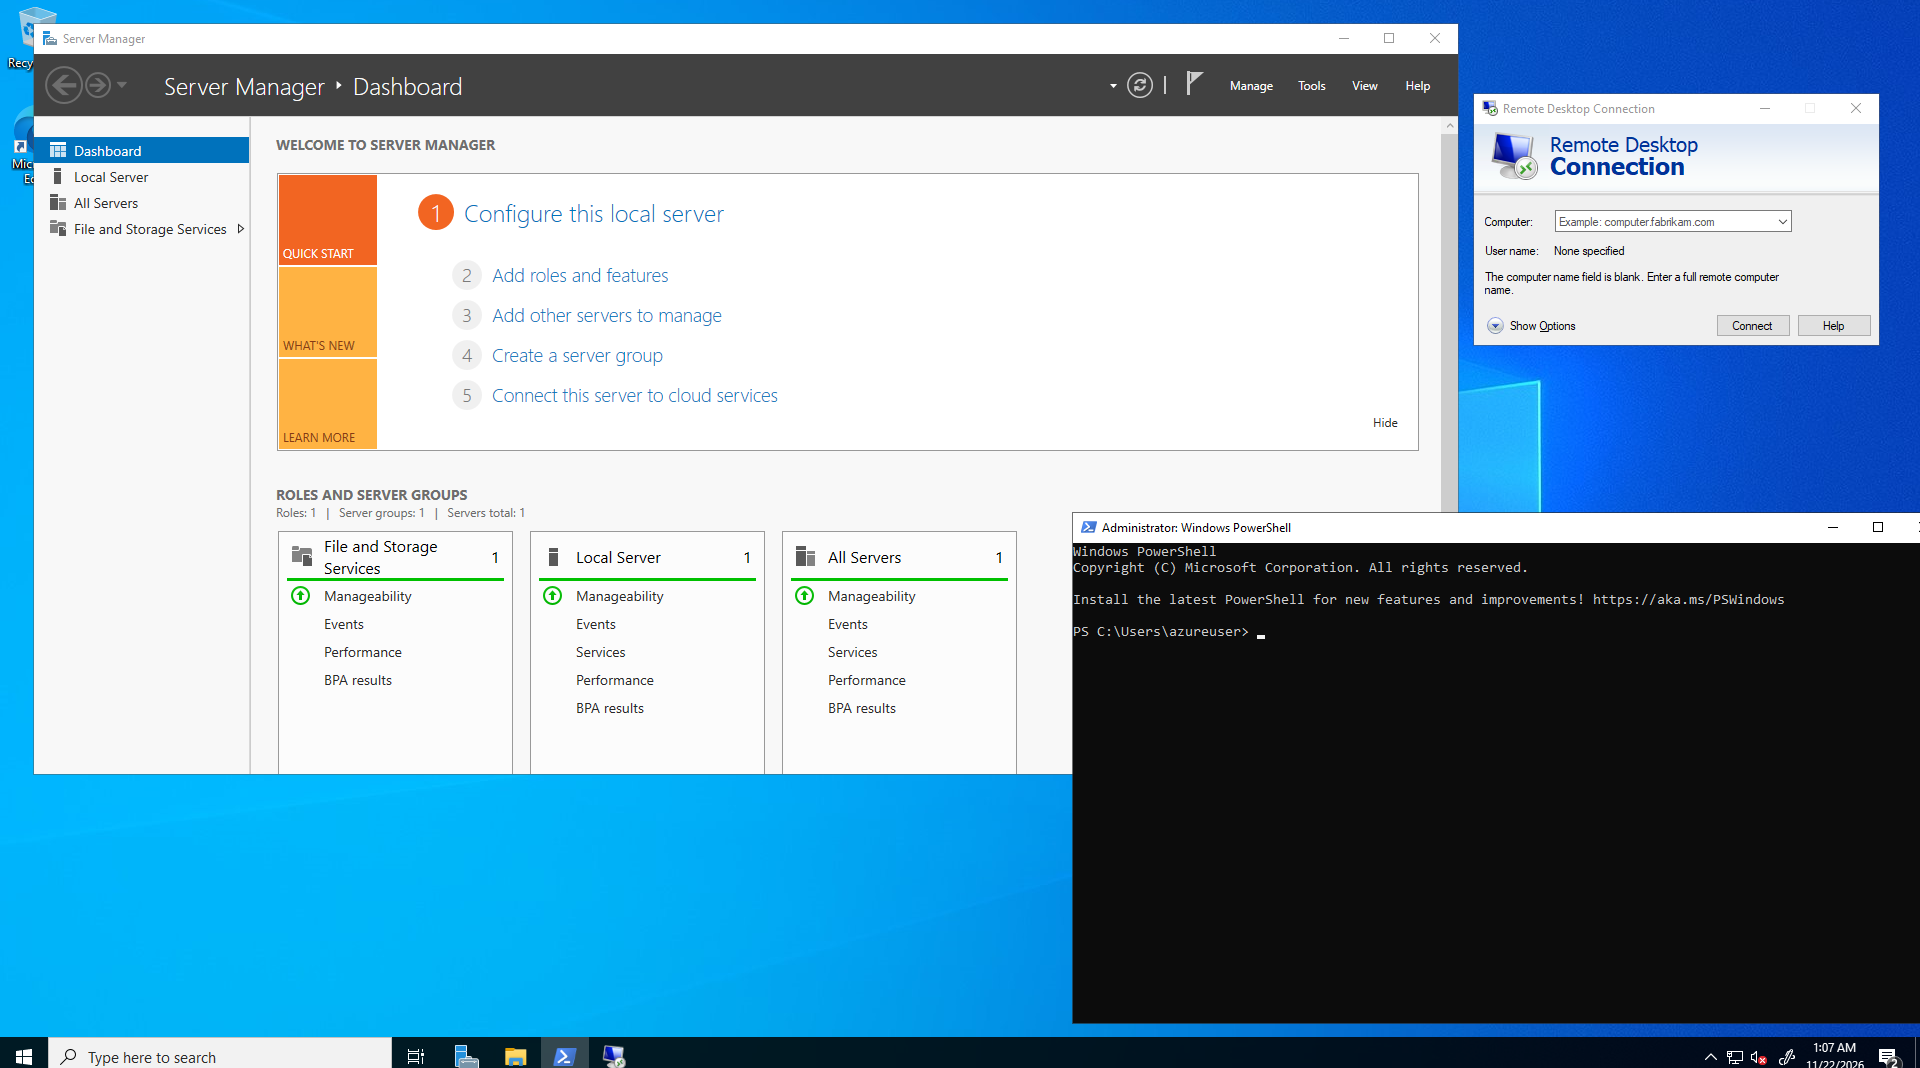 Recy
Mic
Ec
Server Manager
Server Manager ‣ Dashboard
Manage
Tools
View
Help
Dashboard
Local Server
All Servers
File and Storage Services
WELCOME TO SERVER MANAGER
QUICK START
WHAT'S NEW
LEARN MORE
1 Configure this local server
2 Add roles and features
3 Add other servers to manage
4 Create a server group
5 Connect this server to cloud services
Hide
ROLES AND SERVER GROUPS
Roles: 1 | Server groups: 1 | Servers total: 1
File and Storage
Services
1
Manageability
Events
Performance
BPA results
Local Server 1
Manageability
Events
Services
Performance
BPA results
All Servers 1
Manageability
Events
Services
Performance
BPA results
Remote Desktop Connection
Remote Desktop
Connection
Computer: Example: computer.fabrikam.com
User name: None specified
The computer name field is blank. Enter a full remote computer
name.
Show Options
Connect
Help
Administrator: Windows PowerShell
Windows PowerShell
Copyright (C) Microsoft Corporation. All rights reserved.
Install the latest PowerShell for new features and improvements! https://aka.ms/PSWindows
PS C:\Users\azureuser>
Type here to search
1:07 AM
11/22/2026
2